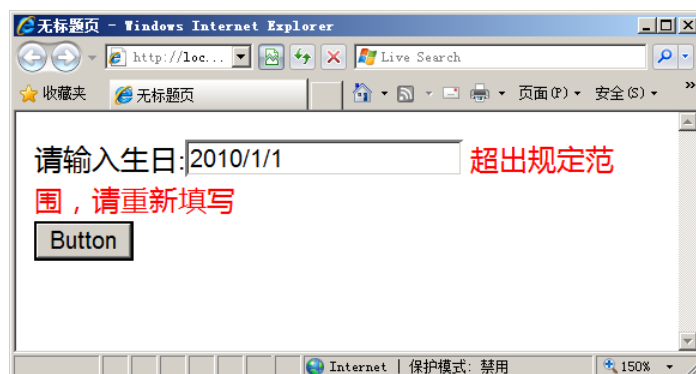 无标题页 - Windows Internet Explorer
http://loc... Live Search
收藏夹 无标题页 页面(P) 安全(S) »
请输入生日:2010/1/1 超出规定范
围，请重新填写
Button
Internet | 保护模式: 禁用 150%